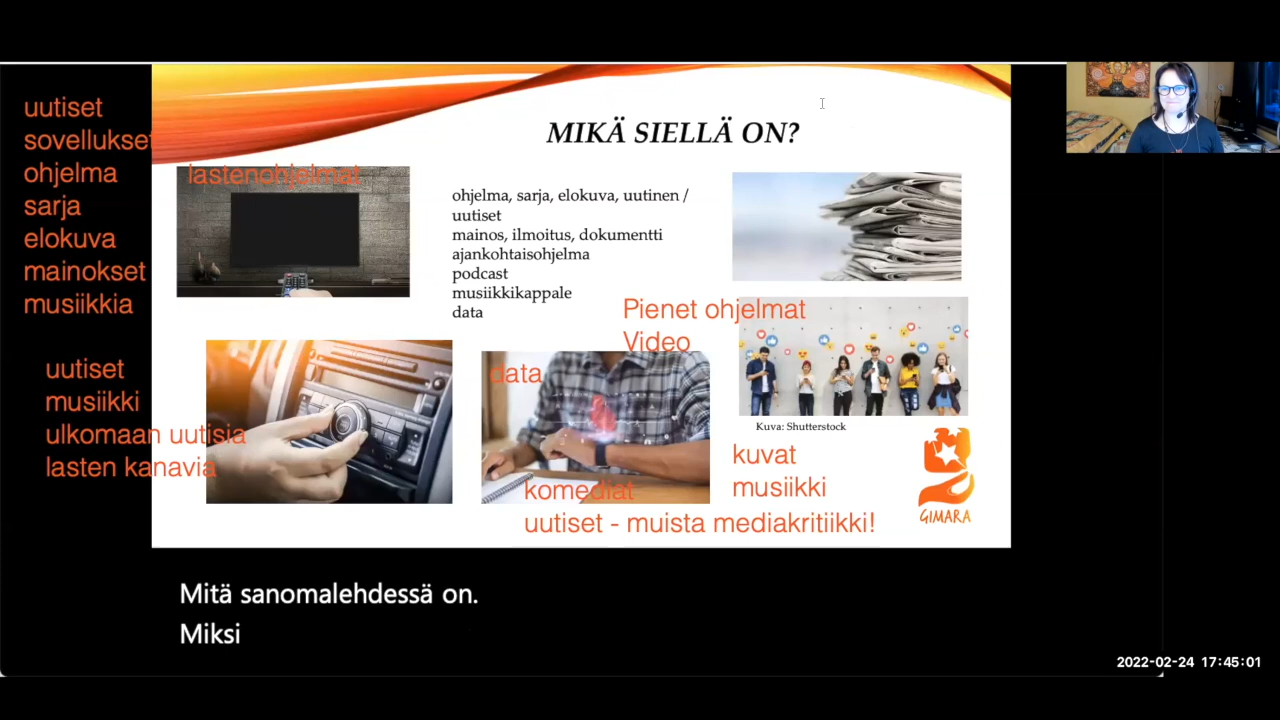 uutiset
sovellukset
ohjelma
sarja
elokuva
mainokset
musiikkia
uutiset
musiikki
ulkomaan uutisia
lasten kanavia
MIKÄ SIELLÄ ON?
lastenohjelmat
ohjelma, sarja, elokuva, uutinen /
uutiset
mainos, ilmoitus, dokumentti
ajankohtaisohjelma
podcast
musiikkikappale
data
Pienet ohjelmat
Video
data
Kuva: Shutterstock
kuvat
musiikki
komediat
uutiset - muista mediakritiikki!
GIMARA
Mitä sanomalehdessä on.
Miksi
2022-02-24 17:45:01